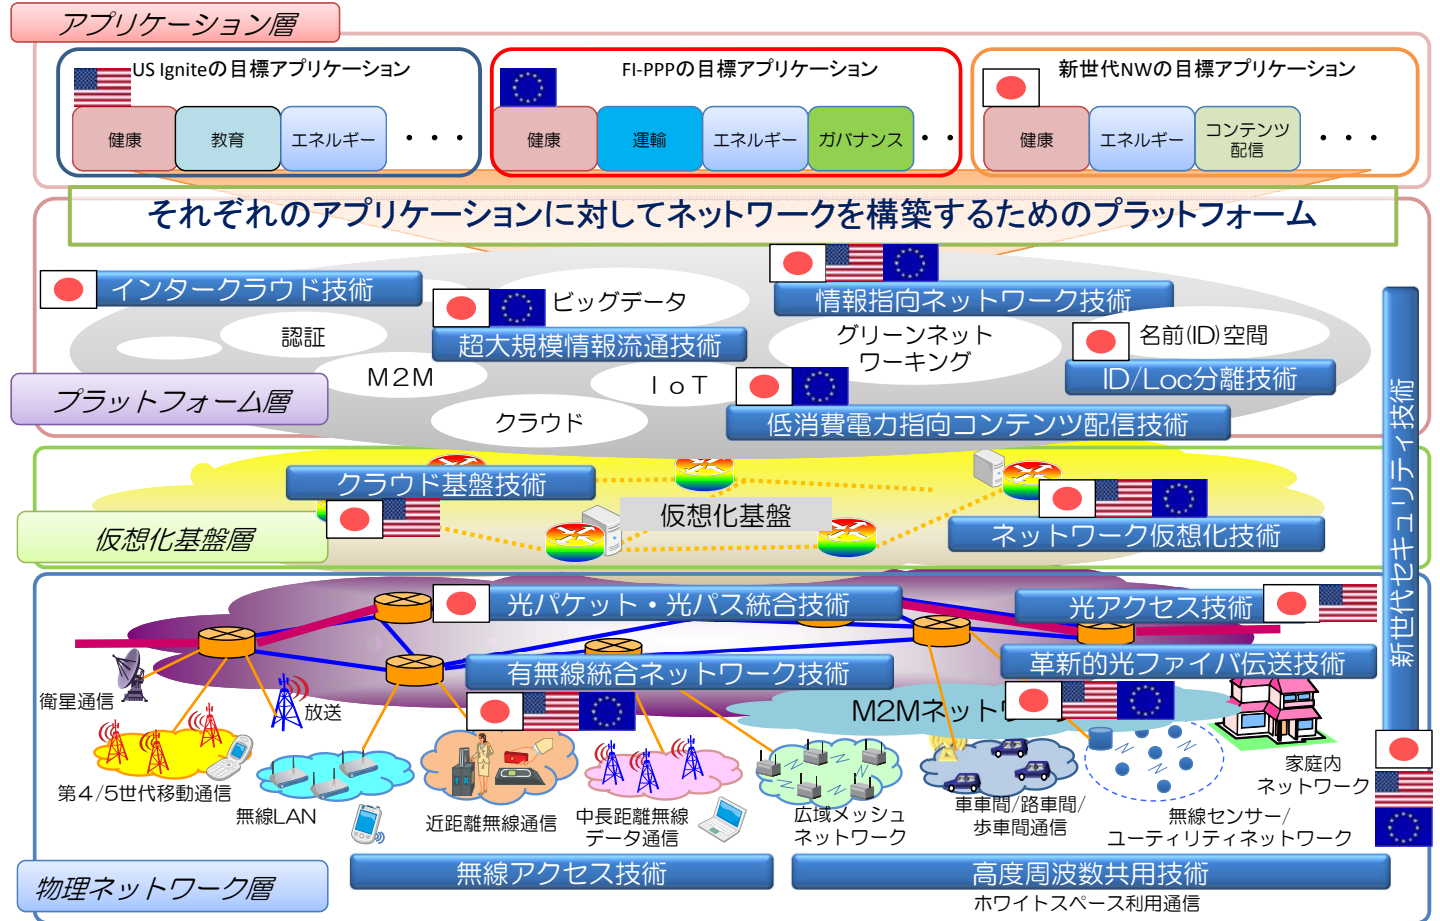 アプリケーション層
US Igniteの目標アプリケーション
健康
教育
エネルギー
・・・
FI-PPPの目標アプリケーション
健康
運輸
エネルギー
ガバナンス
・・
新世代NWの目標アプリケーション
健康
エネルギー
コンテンツ
配信
・・・
それぞれのアプリケーションに対してネットワークを構築するためのプラットフォーム
インタークラウド技術
ビッグデータ
情報指向ネットワーク技術
認証
超大規模情報流通技術
グリーンネット
ワーキング
名前(ID)空間
M2M
IoT
ID/Loc分離技術
プラットフォーム層
クラウド
低消費電力指向コンテンツ配信技術
新世代セキュリティ技術
クラウド基盤技術
仮想化基盤
仮想化基盤層
ネットワーク仮想化技術
光パケット・光パス統合技術
光アクセス技術
有無線統合ネットワーク技術
革新的光ファイバ伝送技術
衛星通信
放送
M2Mネットワーク
第4/5世代移動通信
無線LAN
近距離無線通信
中長距離無線
データ通信
広域メッシュ
ネットワーク
車車間/路車間/
歩車間通信
無線センサー/
ユーティリティネットワーク
家庭内
ネットワーク
無線アクセス技術
高度周波数共用技術
物理ネットワーク層
ホワイトスペース利用通信